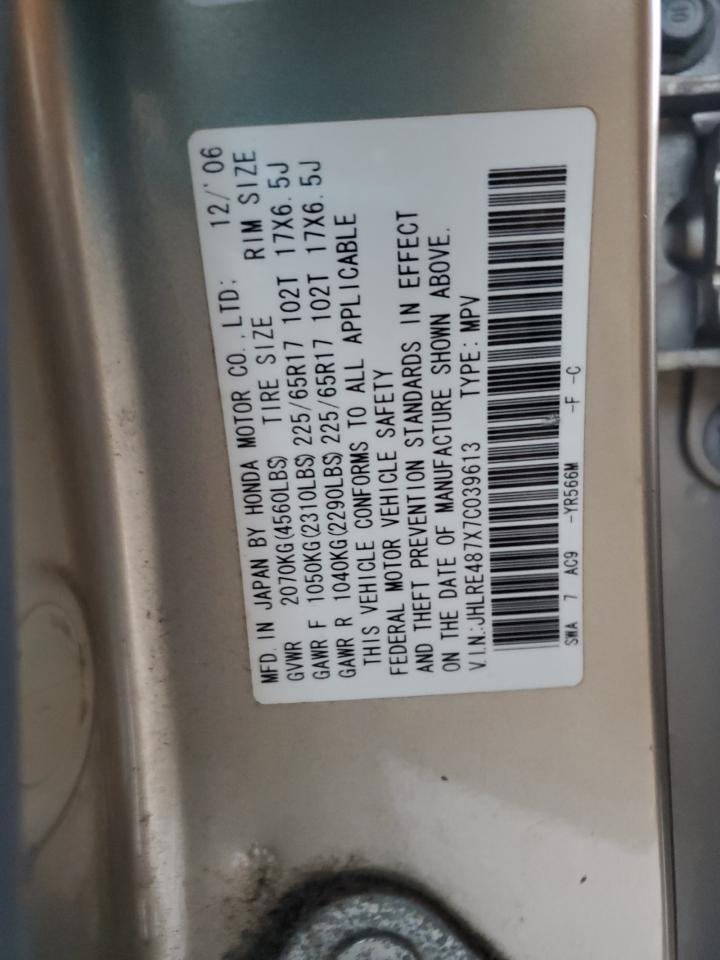 MFD. IN JAPAN BY HONDA MOTOR CO.,LTD: 12/'06
GVWR 2070KG(4560LBS) TIRE SIZE RIM SIZE
GAWR F 1050KG(2310LBS) 225/65R17 102T 17X6.5J
GAWR R 1040KG(2290LBS) 225/65R17 102T 17X6.5J
THIS VEHICLE CONFORMS TO ALL APPLICABLE
FEDERAL MOTOR VEHICLE SAFETY
AND THEFT PREVENTION STANDARDS IN EFFECT
ON THE DATE OF MANUFACTURE SHOWN ABOVE.
V.I.N.:JHLRE487X7C039613 TYPE: MPV
SWA 7 AC9 -YR566M -F -C
10